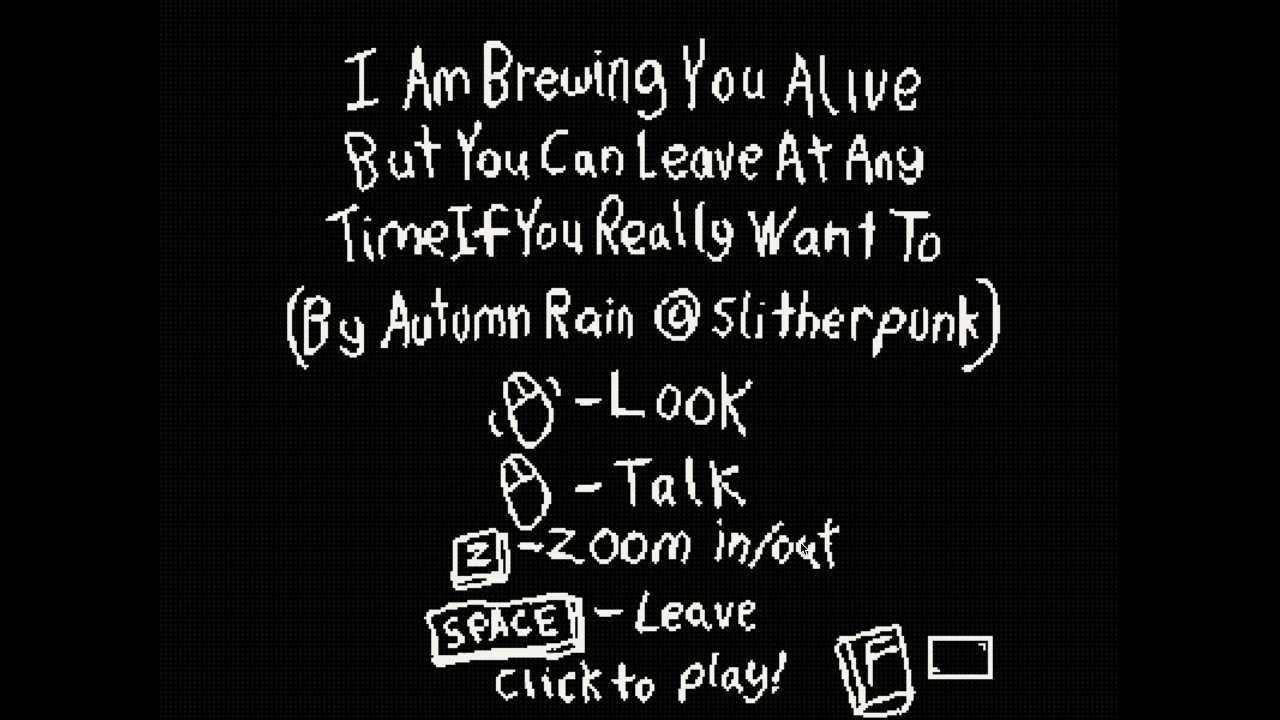 I Am Brewing You Alive
But You Can Leave At Any
Time If You Really Want To
(By Autumn Rain @Slitherpunk)
- Look
- Talk
Z - Zoom in/out
SPACE - Leave
Click to play!
F